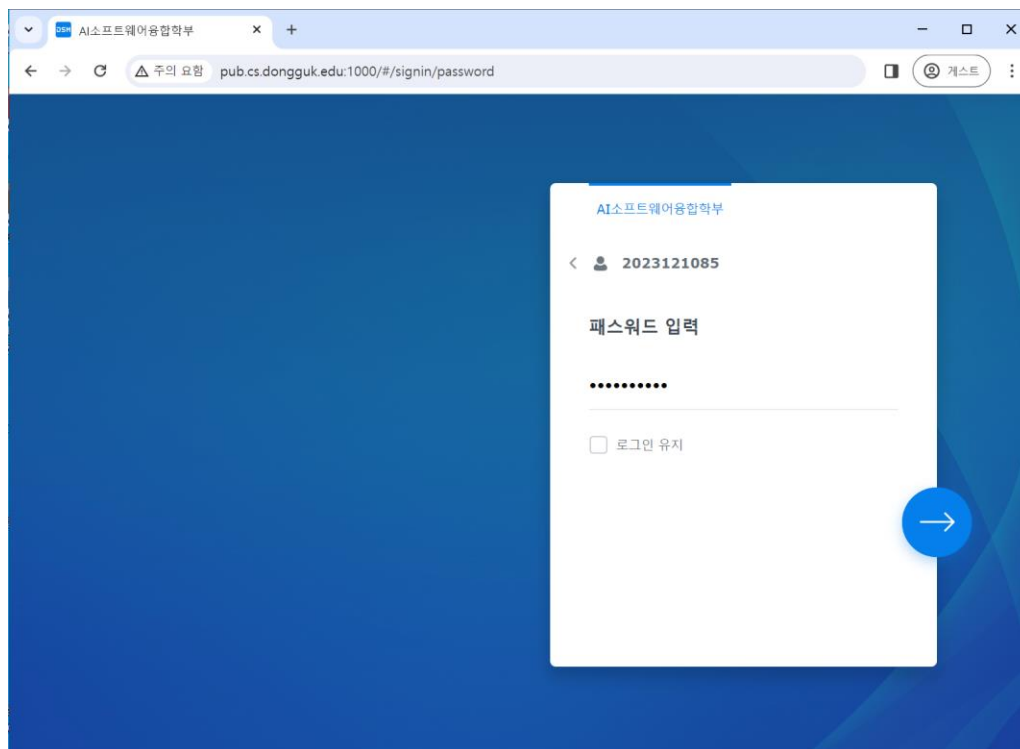 DSM AI소프트웨어융합학부
주의 요함 pub.cs.dongguk.edu:1000/#/signin/password 게스트
AI소프트웨어융합학부
2023121085
패스워드 입력
••••••••••
로그인 유지